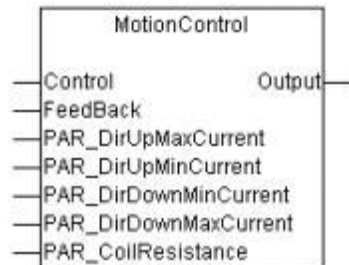 MotionControl
Control Output
FeedBack
PAR_DirUpMaxCurrent
PAR_DirUpMinCurrent
PAR_DirDownMinCurrent
PAR_DirDownMaxCurrent
PAR_CoilResistance